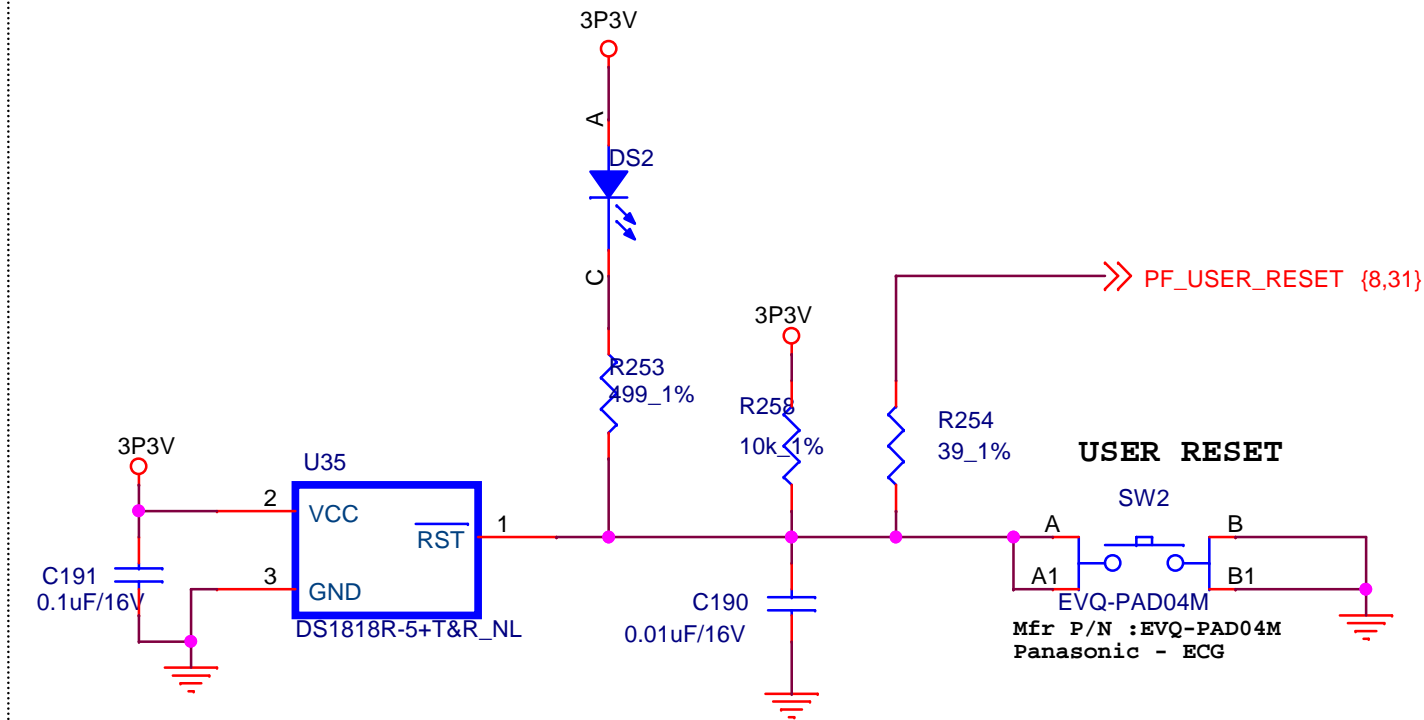 3P3V
A
DS2
C
PF_USER_RESET {8,31}
3P3V
R253
499_1%
R258
10k_1%
R254
39_1%
USER RESET
3P3V
U35
SW2
2
VCC
RST
1
A
B
C191
0.1uF/16V
3
GND
A1
B1
DS1818R-5+T&R_NL
C190
0.01uF/16V
EVQ-PAD04M
Mfr P/N :EVQ-PAD04M
Panasonic - ECG